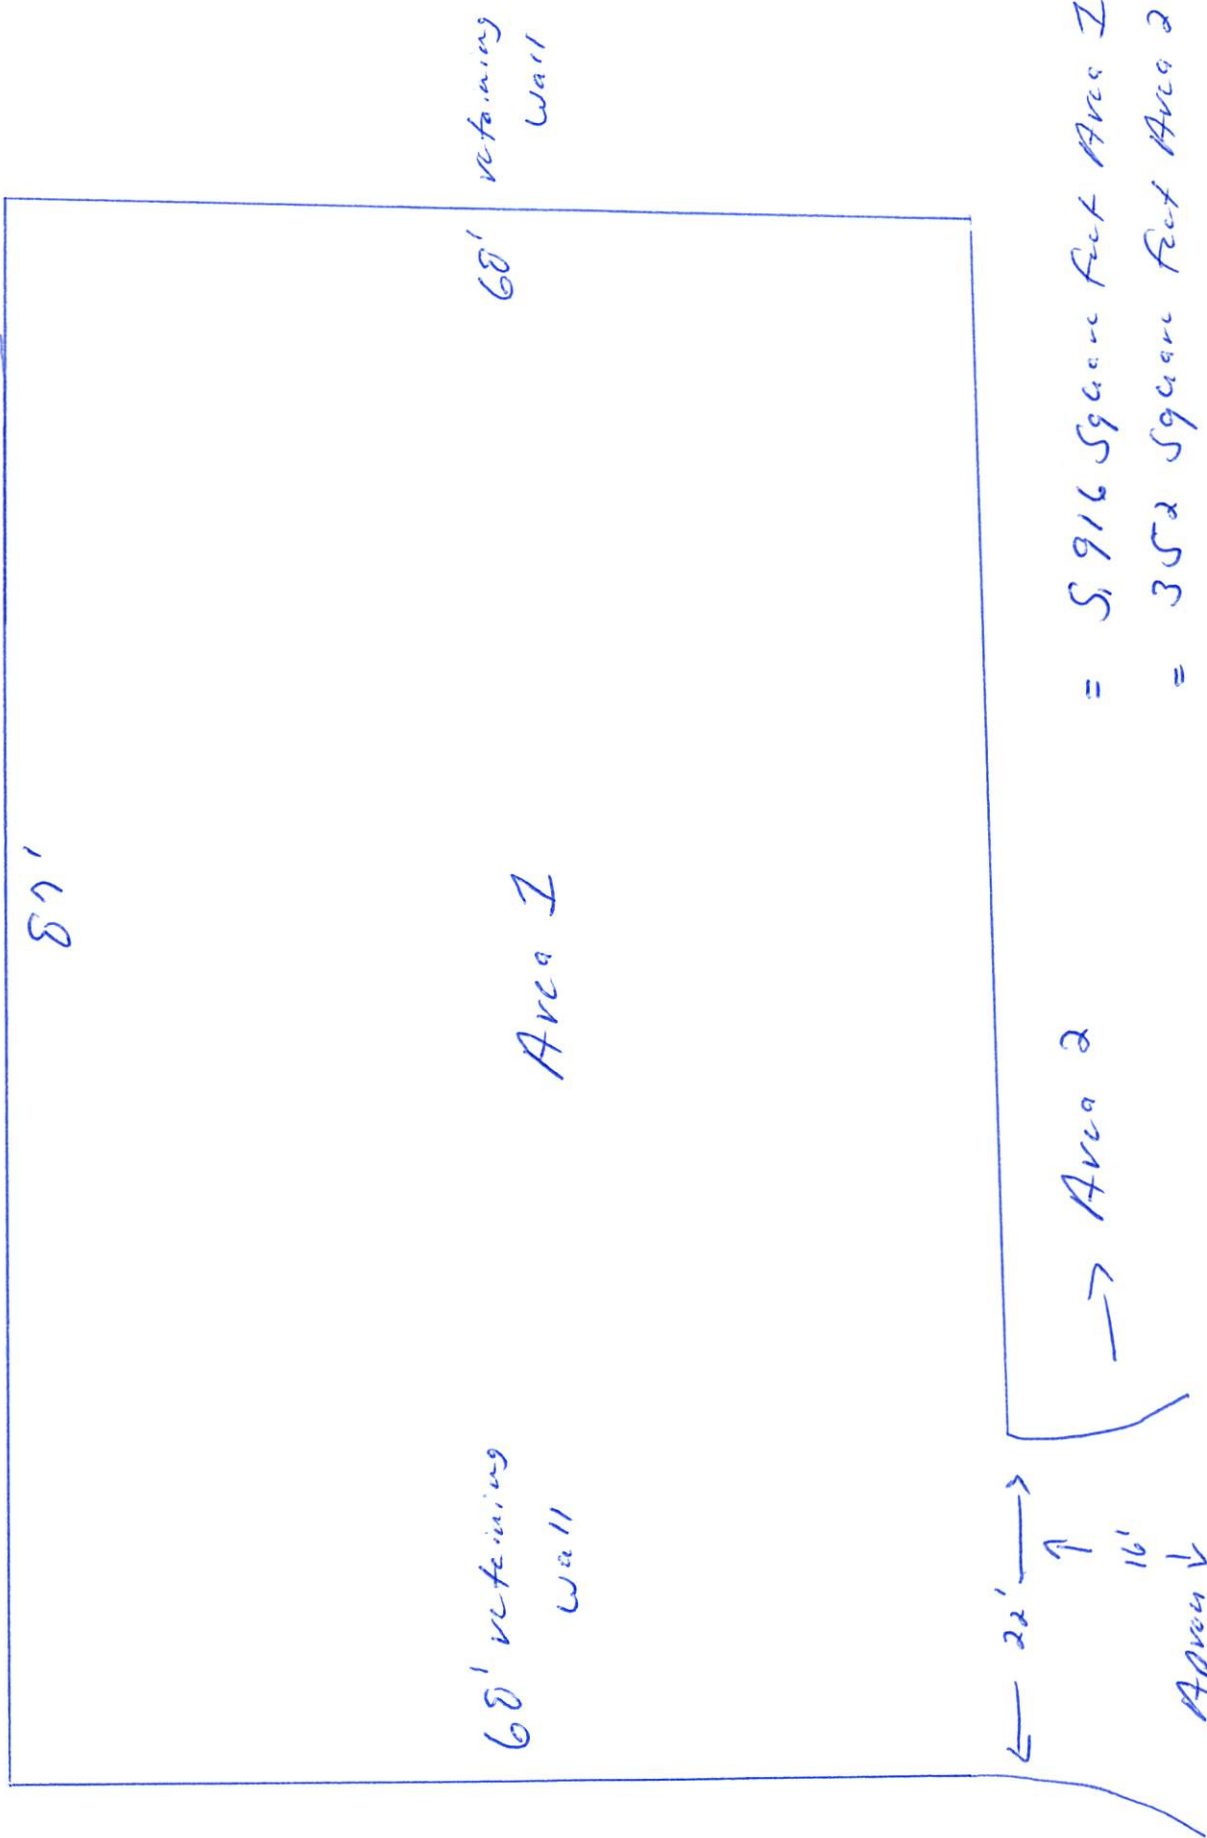 87'
68' retaining
wall
Area 1
68' retaining
wall
← 22' →
↑
16'
↓
Apron
→ Area 2
= 5,916 Square feet Area 1
= 352 Square feet Area 2